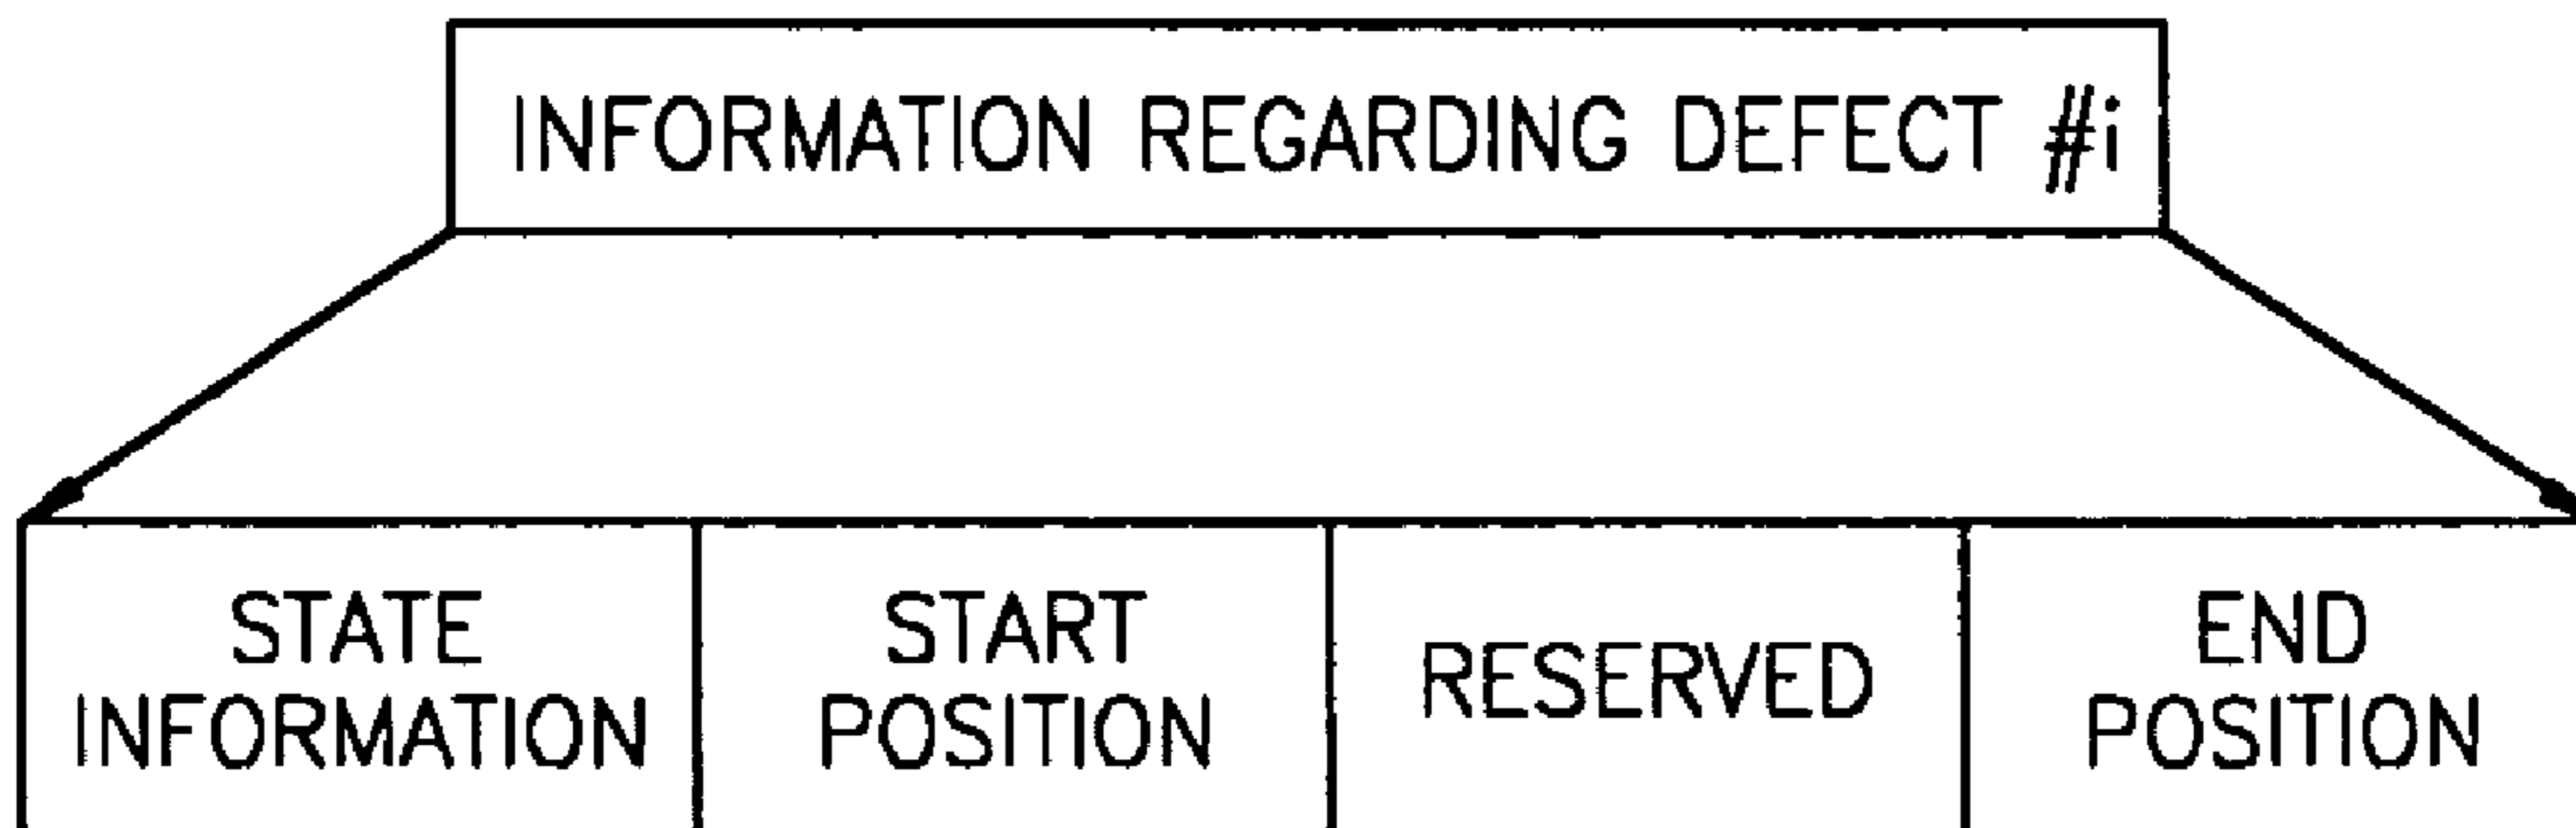 INFORMATION REGARDING DEFECT #i
STATE
INFORMATION
START
POSITION
RESERVED
END
POSITION